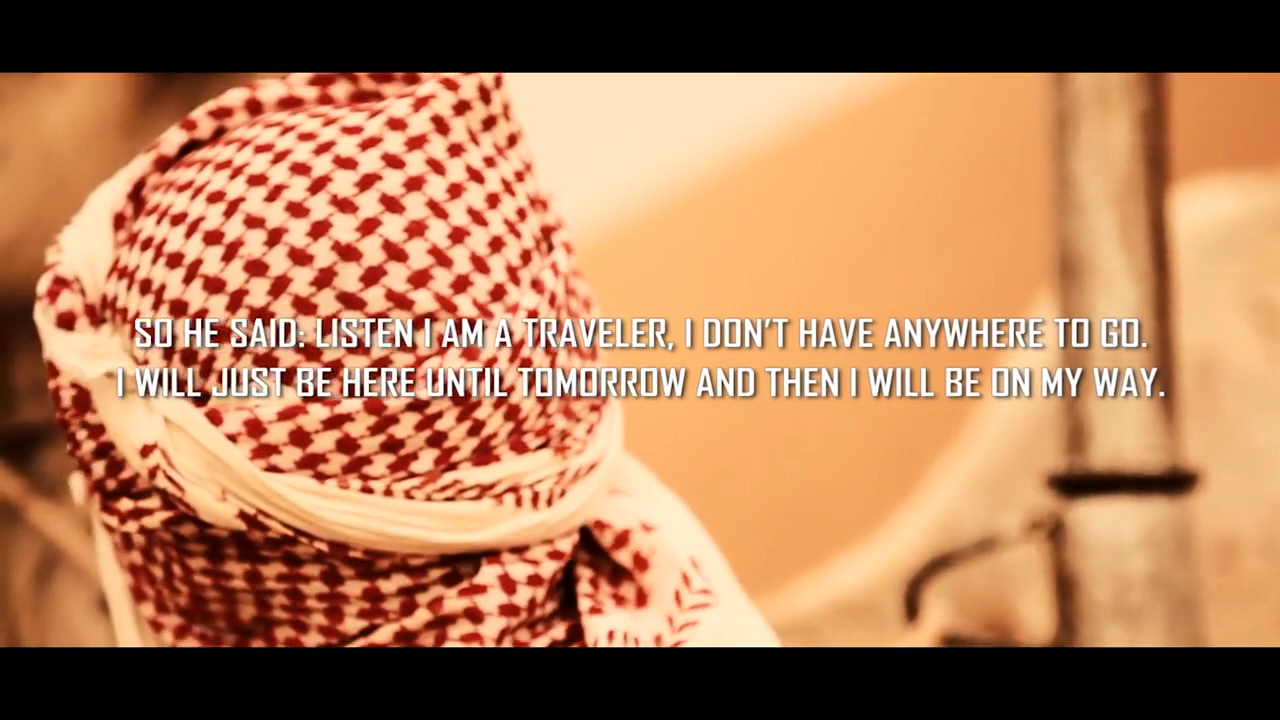 SO HE SAID: LISTEN I AM A TRAVELER, I DON'T HAVE ANYWHERE TO GO.
I WILL JUST BE HERE UNTIL TOMORROW AND THEN I WILL BE ON MY WAY.